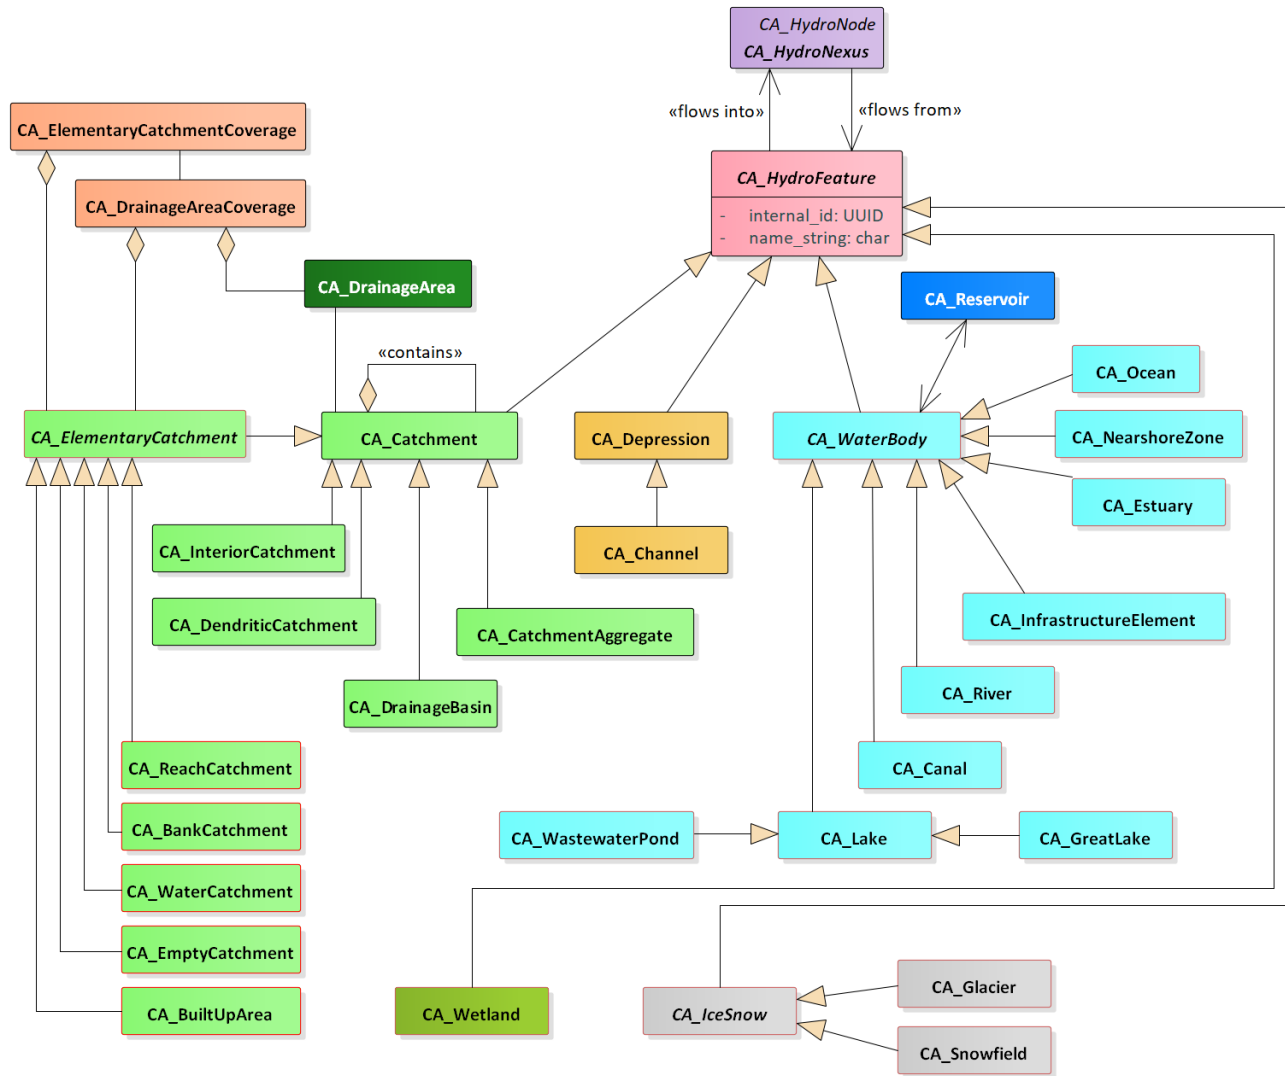 CA_HydroNode
CA_HydroNexus
«flows into»
«flows from»
CA_ElementaryCatchmentCoverage
CA_DrainageAreaCoverage
CA_HydroFeature
- internal_id: UUID
- name_string: char
CA_DrainageArea
CA_Reservoir
«contains»
CA_Ocean
CA_ElementaryCatchment
CA_Catchment
CA_Depression
CA_WaterBody
CA_NearshoreZone
CA_Estuary
CA_InteriorCatchment
CA_Channel
CA_DendriticCatchment
CA_CatchmentAggregate
CA_InfrastructureElement
CA_DrainageBasin
CA_River
CA_ReachCatchment
CA_Canal
CA_BankCatchment
CA_WastewaterPond
CA_Lake
CA_GreatLake
CA_WaterCatchment
CA_EmptyCatchment
CA_BuiltUpArea
CA_Wetland
CA_IceSnow
CA_Glacier
CA_Snowfield